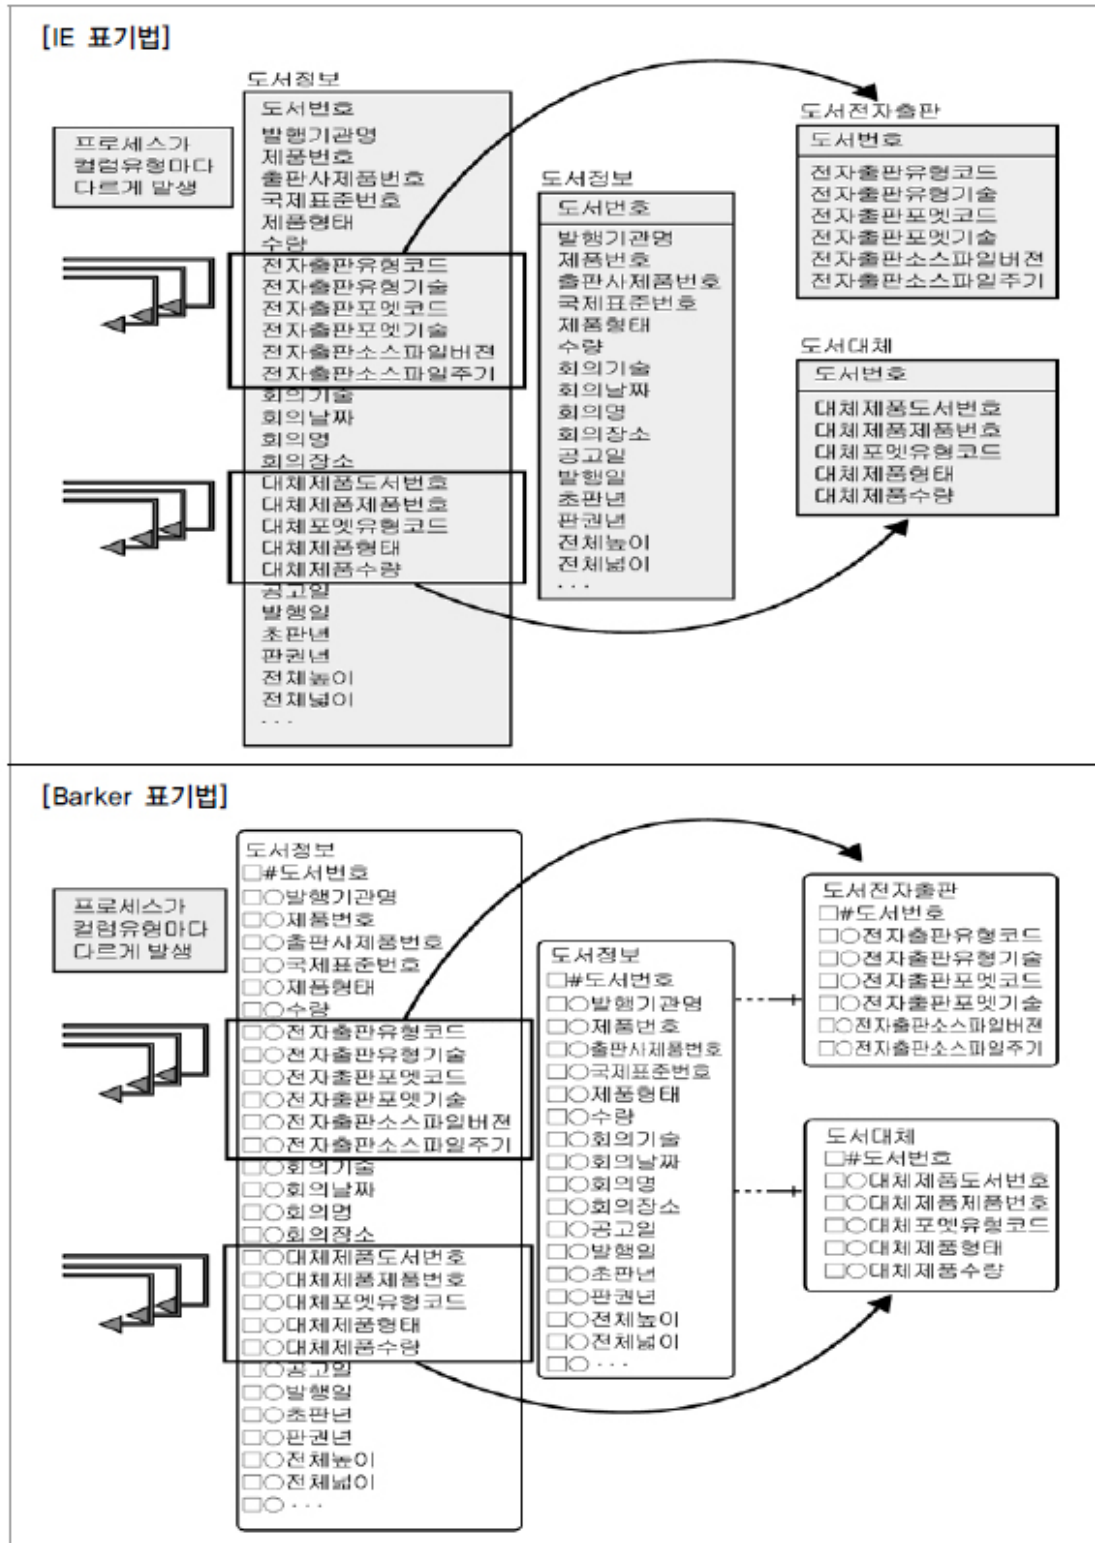 [IE 표기법]
프로세스가
컬럼유형마다
다르게 발생
도서정보
도서번호
발행기관명
제품번호
출판사제품번호
국제표준번호
제품형태
수량
전자출판유형코드
전자출판유형기술
전자출판포멧코드
전자출판포멧기술
전자출판소스파일버젼
전자출판소스파일주기
회의기술
회의날짜
회의명
회의장소
대체제품도서번호
대체제품제품번호
대체포멧유형코드
대체제품형태
대체제품수량
공고일
발행일
초판년
판권년
전체높이
전체넓이
...
도서정보
도서번호
발행기관명
제품번호
출판사제품번호
국제표준번호
제품형태
수량
회의기술
회의날짜
회의명
회의장소
공고일
발행일
초판년
판권년
전체높이
전체넓이
...
도서전자출판
도서번호
전자출판유형코드
전자출판유형기술
전자출판포멧코드
전자출판포멧기술
전자출판소스파일버젼
전자출판소스파일주기
도서대체
도서번호
대체제품도서번호
대체제품제품번호
대체포멧유형코드
대체제품형태
대체제품수량
[Barker 표기법]
프로세스가
컬럼유형마다
다르게 발생
도서정보
□#도서번호
□○발행기관명
□○제품번호
□○출판사제품번호
□○국제표준번호
□○제품형태
□○수량
□○전자출판유형코드
□○전자출판유형기술
□○전자출판포멧코드
□○전자출판포멧기술
□○전자출판소스파일버젼
□○전자출판소스파일주기
□○회의기술
□○회의날짜
□○회의명
□○회의장소
□○대체제품도서번호
□○대체제품제품번호
□○대체포멧유형코드
□○대체제품형태
□○대체제품수량
□○공고일
□○발행일
□○초판년
□○판권년
□○전체높이
□○전체넓이
□○...
도서정보
□#도서번호
□○발행기관명
□○제품번호
□○출판사제품번호
□○국제표준번호
□○제품형태
□○수량
□○회의기술
□○회의날짜
□○회의명
□○회의장소
□○공고일
□○발행일
□○초판년
□○판권년
□○전체높이
□○전체넓이
□○...
도서전자출판
□#도서번호
□○전자출판유형코드
□○전자출판유형기술
□○전자출판포멧코드
□○전자출판포멧기술
□○전자출판소스파일버젼
□○전자출판소스파일주기
도서대체
□#도서번호
□○대체제품도서번호
□○대체제품제품번호
□○대체포멧유형코드
□○대체제품형태
□○대체제품수량